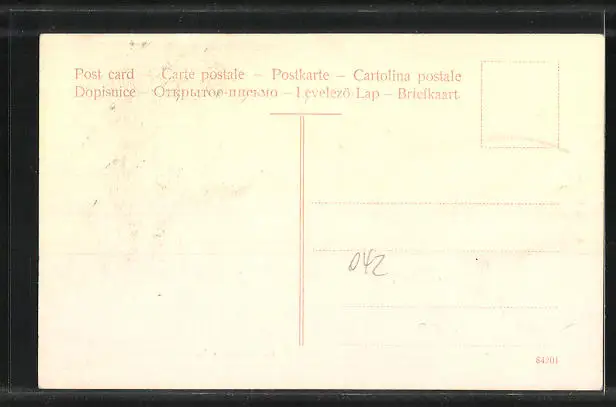 Post card – Carte postale – Postkarte – Cartolina postale
Dopisnice – Открытое письмо – Levelező Lap – Briefkaart
042
84201